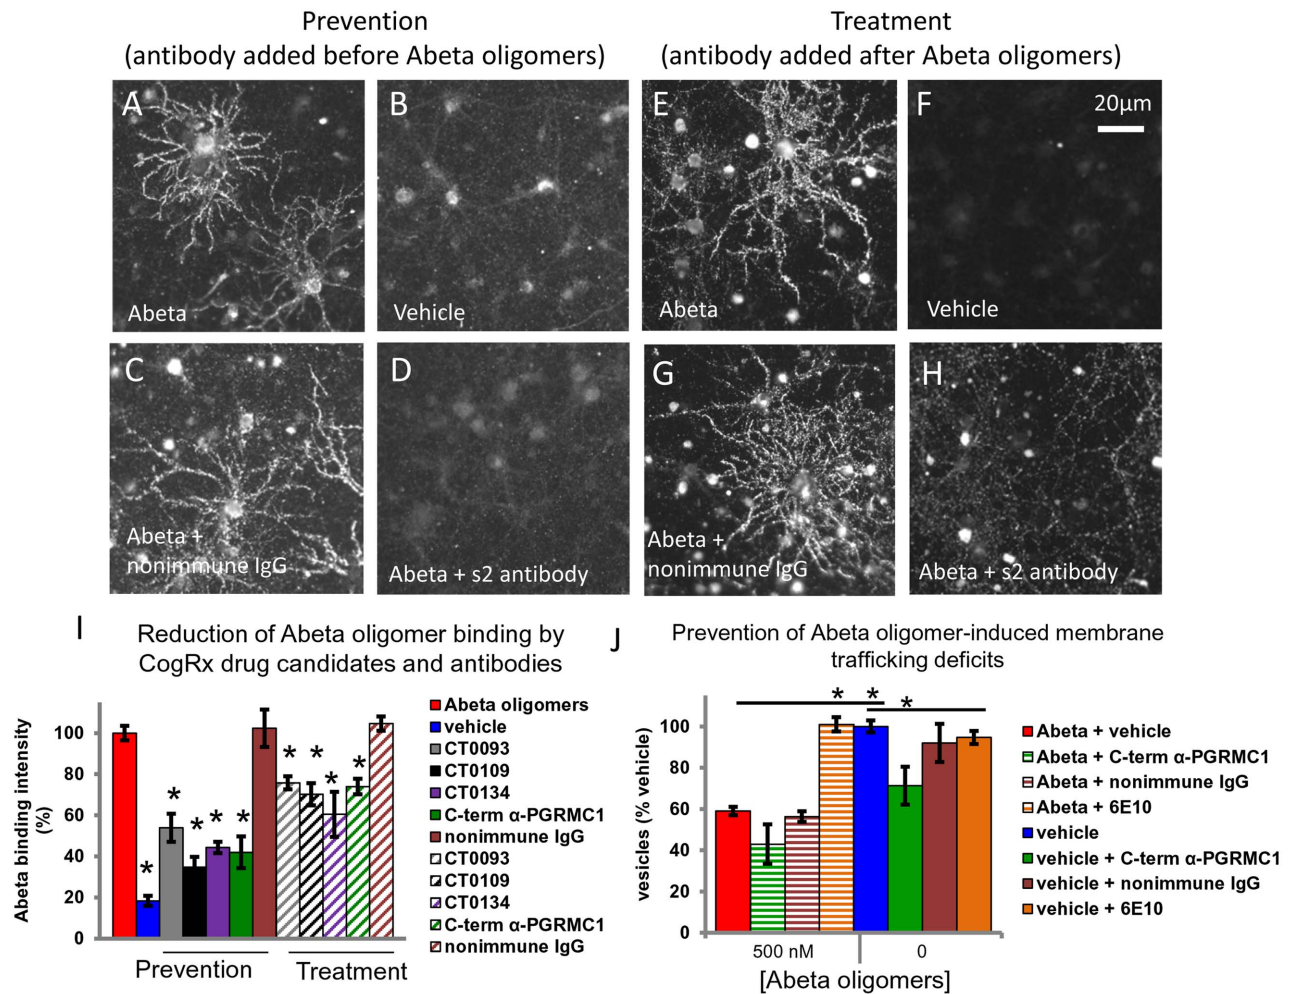 Prevention
(antibody added before Abeta oligomers)
Treatment
(antibody added after Abeta oligomers)
A
Abeta
B
Vehicle
E
Abeta
F
20μm
Vehicle
C
Abeta +
nonimmune IgG
D
Abeta + s2 antibody
G
Abeta +
nonimmune IgG
H
Abeta + s2 antibody
I
Reduction of Abeta oligomer binding by
CogRx drug candidates and antibodies
Abeta binding intensity
(%)
100
80
60
40
20
0
*
*
*
*
*
*
*
*
*
Prevention
Treatment
Abeta oligomers
vehicle
CT0093
CT0109
CT0134
C-term α-PGRMC1
nonimmune IgG
CT0093
CT0109
CT0134
C-term α-PGRMC1
nonimmune IgG
J
Prevention of Abeta oligomer-induced membrane
trafficking deficits
vesicles (% vehicle)
100
80
60
40
20
0
*
*
*
500 nM
0
[Abeta oligomers]
Abeta + vehicle
Abeta + C-term α-PGRMC1
Abeta + nonimmune IgG
Abeta + 6E10
vehicle
vehicle + C-term α-PGRMC1
vehicle + nonimmune IgG
vehicle + 6E10